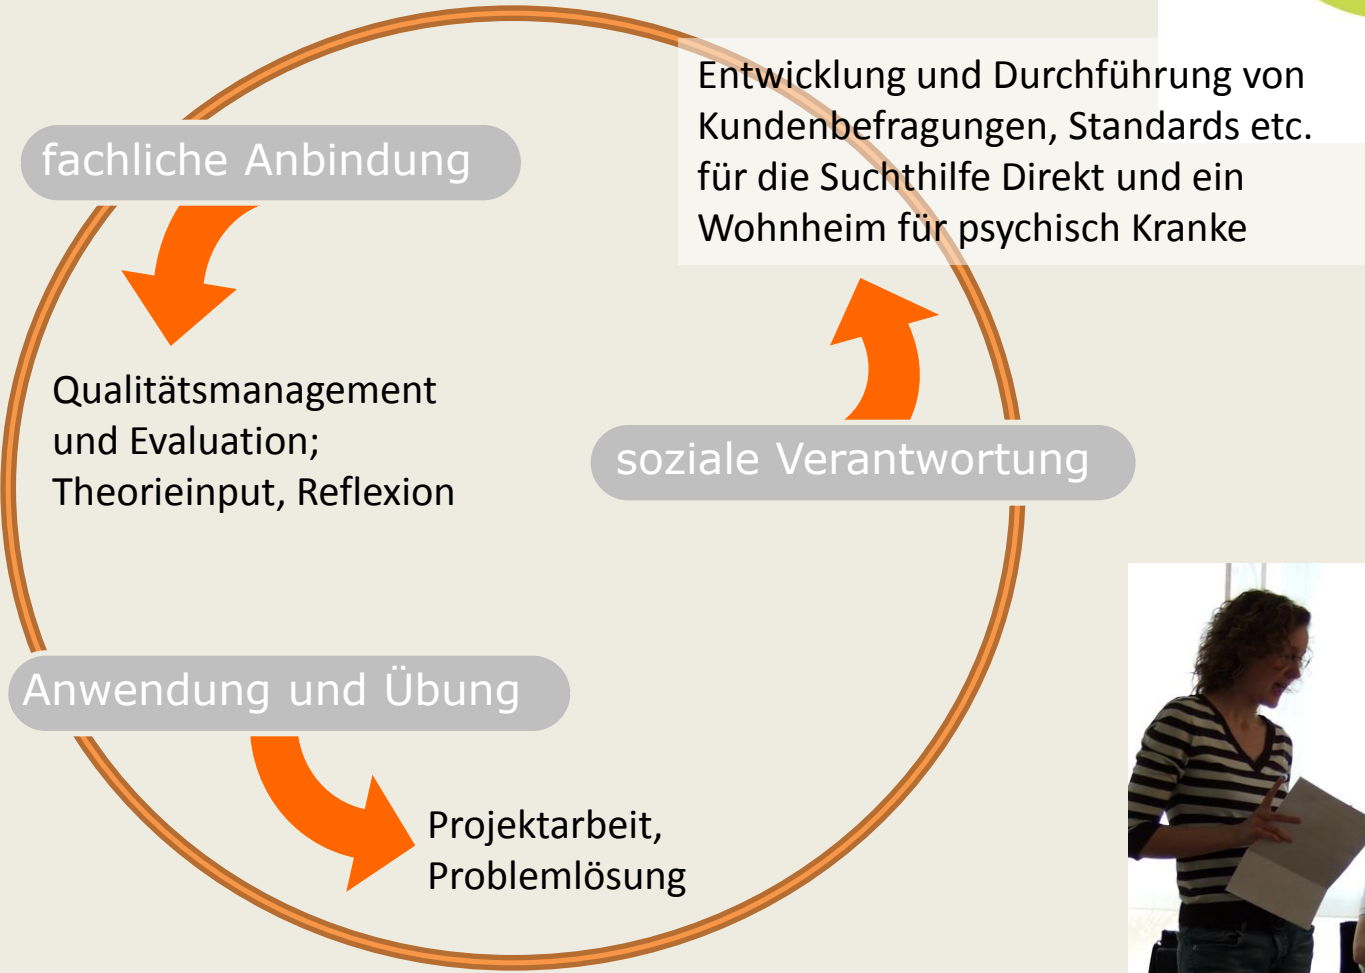 fachliche Anbindung
Qualitätsmanagement
und Evaluation;
Theorieinput, Reflexion
Entwicklung und Durchführung von
Kundenbefragungen, Standards etc.
für die Suchthilfe Direkt und ein
Wohnheim für psychisch Kranke
soziale Verantwortung
Anwendung und Übung
Projektarbeit,
Problemlösung